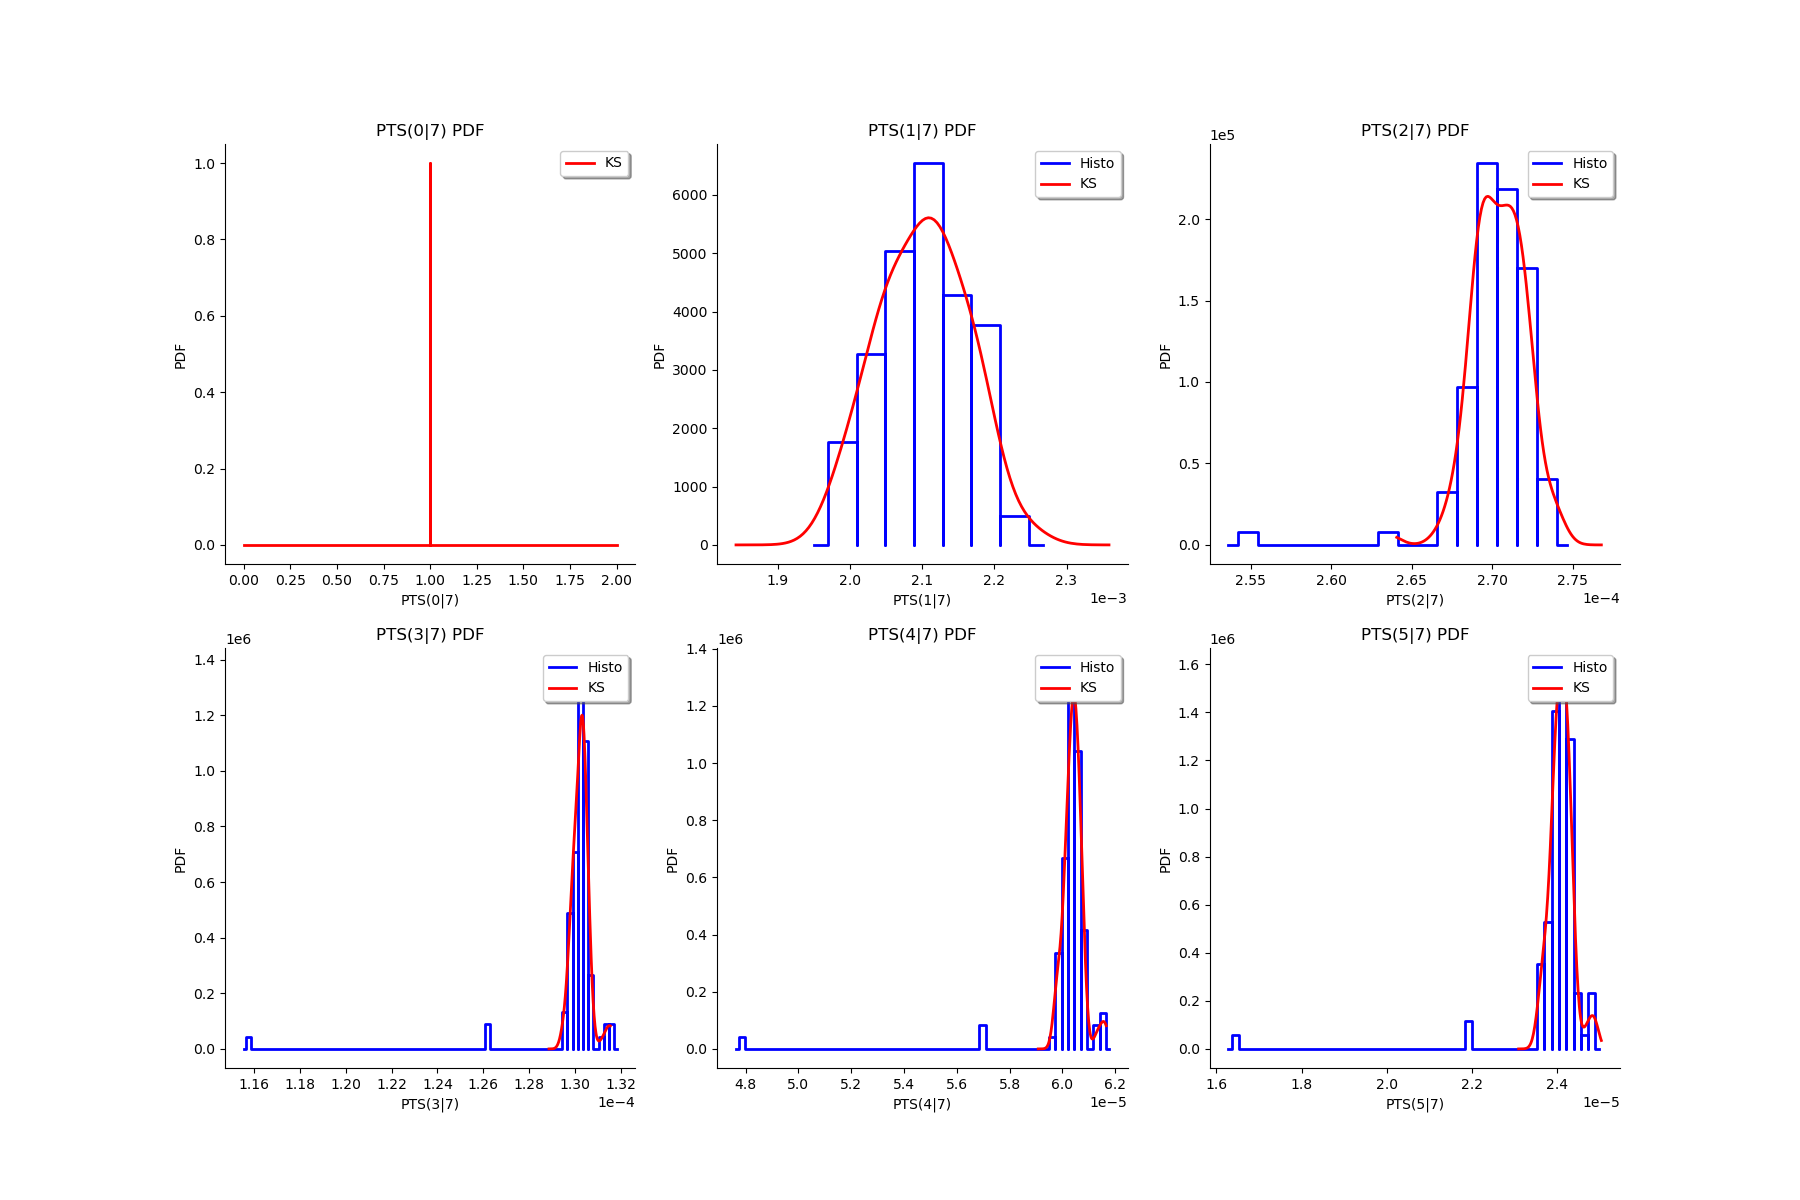 PTS(0|7) PDF
KS
PDF
1.0
0.8
0.6
0.4
0.2
0.0
0.00 0.25 0.50 0.75 1.00 1.25 1.50 1.75 2.00
PTS(0|7)
PTS(1|7) PDF
Histo
KS
PDF
6000
5000
4000
3000
2000
1000
0
1.9 2.0 2.1 2.2 2.3
PTS(1|7)
1e−3
PTS(2|7) PDF
1e5
Histo
KS
PDF
2.0
1.5
1.0
0.5
0.0
2.55 2.60 2.65 2.70 2.75
PTS(2|7)
1e−4
PTS(3|7) PDF
1e6
Histo
KS
PDF
1.4
1.2
1.0
0.8
0.6
0.4
0.2
0.0
1.16 1.18 1.20 1.22 1.24 1.26 1.28 1.30 1.32
PTS(3|7)
1e−4
PTS(4|7) PDF
1e6
Histo
KS
PDF
1.4
1.2
1.0
0.8
0.6
0.4
0.2
0.0
4.8 5.0 5.2 5.4 5.6 5.8 6.0 6.2
PTS(4|7)
1e−5
PTS(5|7) PDF
1e6
Histo
KS
PDF
1.6
1.4
1.2
1.0
0.8
0.6
0.4
0.2
0.0
1.6 1.8 2.0 2.2 2.4
PTS(5|7)
1e−5